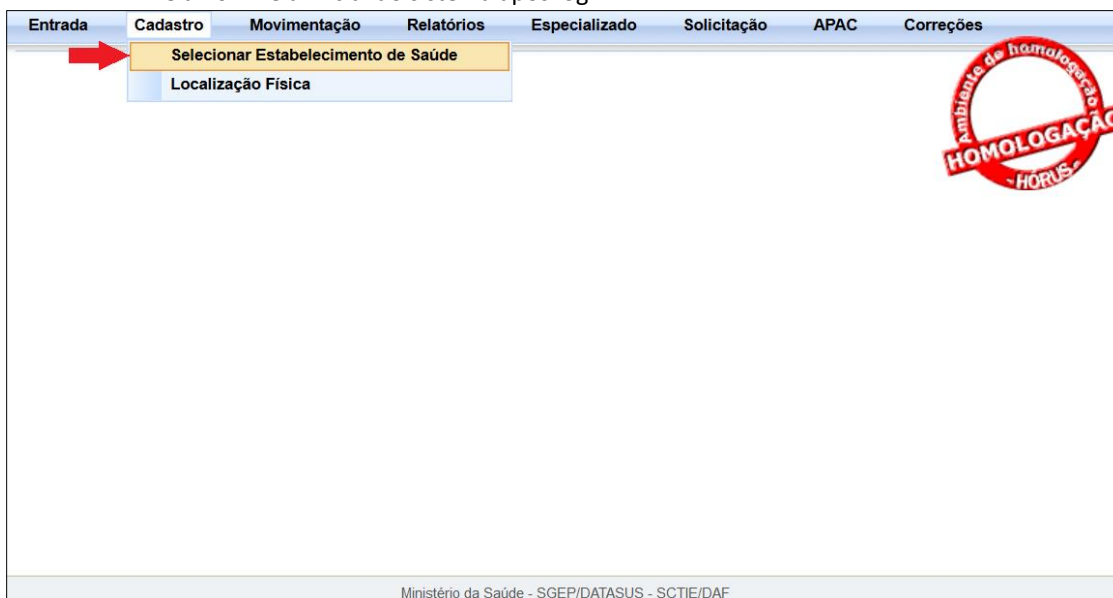 Entrada Cadastro Movimentação Relatórios Especializado Solicitação APAC Correções
Selecionar Estabelecimento de Saúde
Localização Física
Ambiente de homologação
HOMOLOGAÇÃO
- HÓRUS -
Ministério da Saúde - SGEP/DATASUS - SCTIE/DAF